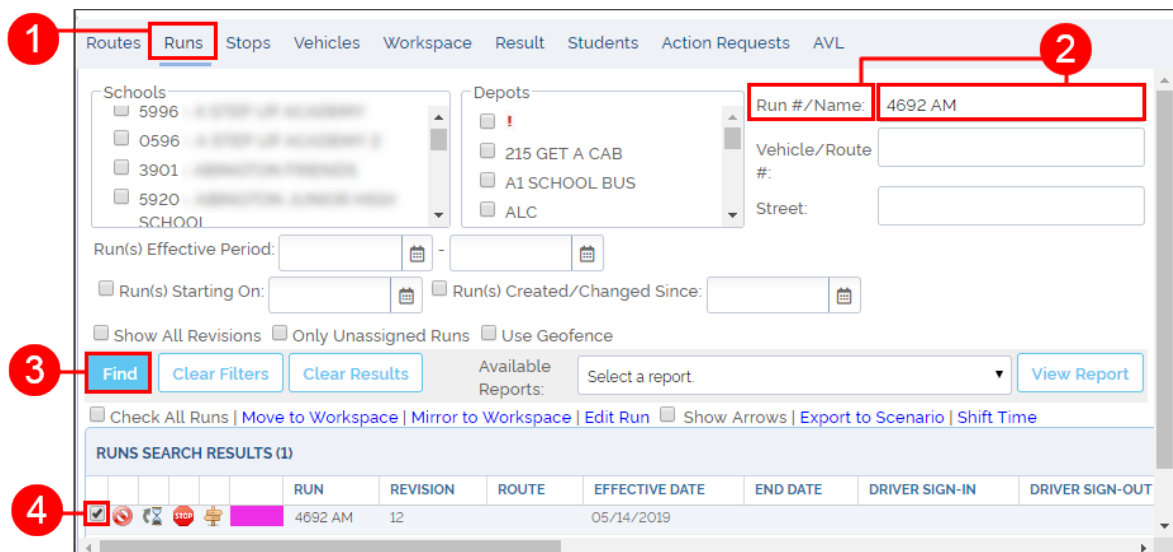 1
2
Routes Runs Stops Vehicles Workspace Result Students Action Requests AVL
Schools
5996
0596
3901
5920
SCHOOL
Depots
!
215 GET A CAB
A1 SCHOOL BUS
ALC
Run #/Name: 4692 AM
Vehicle/Route
#:
Street:
Run(s) Effective Period: -
Run(s) Starting On: Run(s) Created/Changed Since:
Show All Revisions Only Unassigned Runs Use Geofence
3
Find Clear Filters Clear Results Available Reports: Select a report. View Report
Check All Runs | Move to Workspace | Mirror to Workspace | Edit Run Show Arrows | Export to Scenario | Shift Time
RUNS SEARCH RESULTS (1)
RUN REVISION ROUTE EFFECTIVE DATE END DATE DRIVER SIGN-IN DRIVER SIGN-OUT
4
STOP 4692 AM 12 05/14/2019